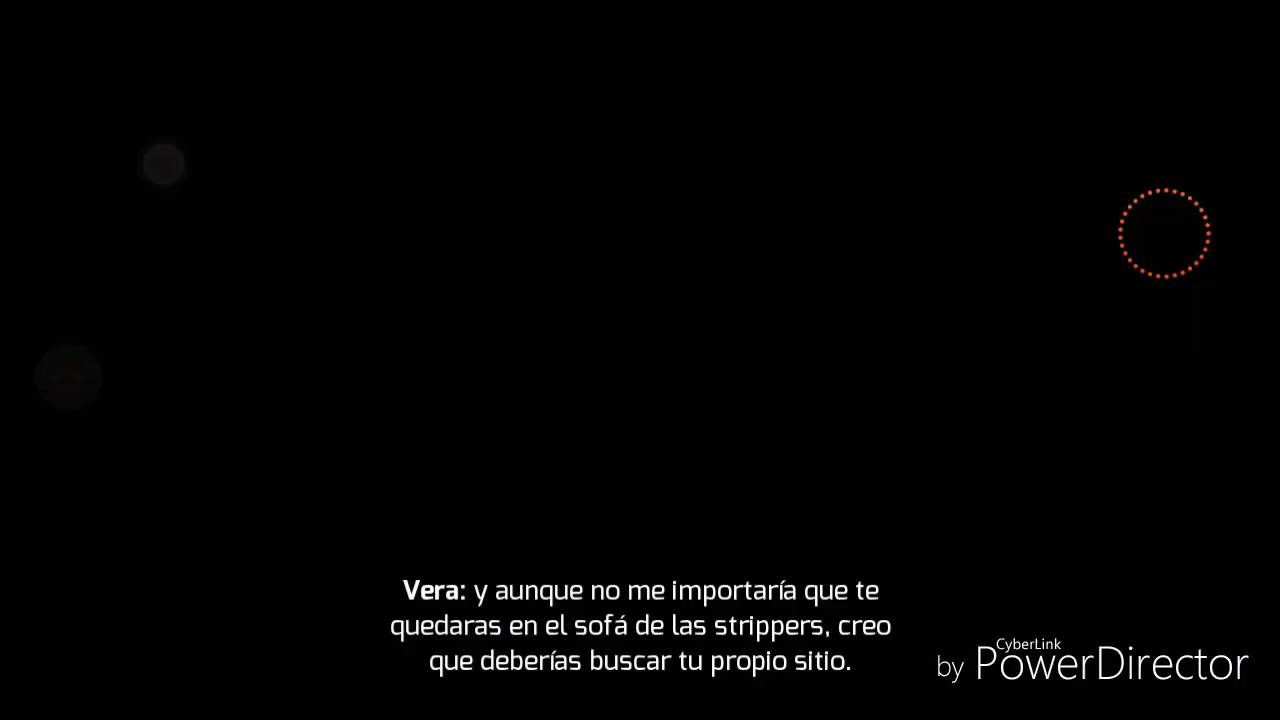 Vera: y aunque no me importaría que te
quedaras en el sofá de las strippers, creo
que deberías buscar tu propio sitio.
CyberLink
by PowerDirector